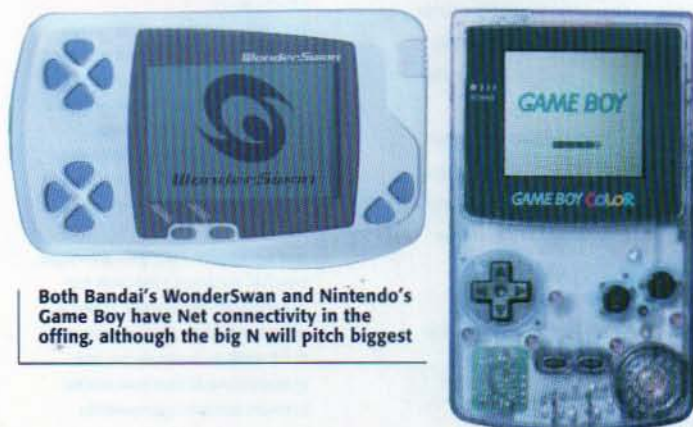 WonderSwan
WonderSwan
GAME BOY
POWER
GAME BOY COLOR
Both Bandai's WonderSwan and Nintendo's
Game Boy have Net connectivity in the
offing, although the big N will pitch biggest